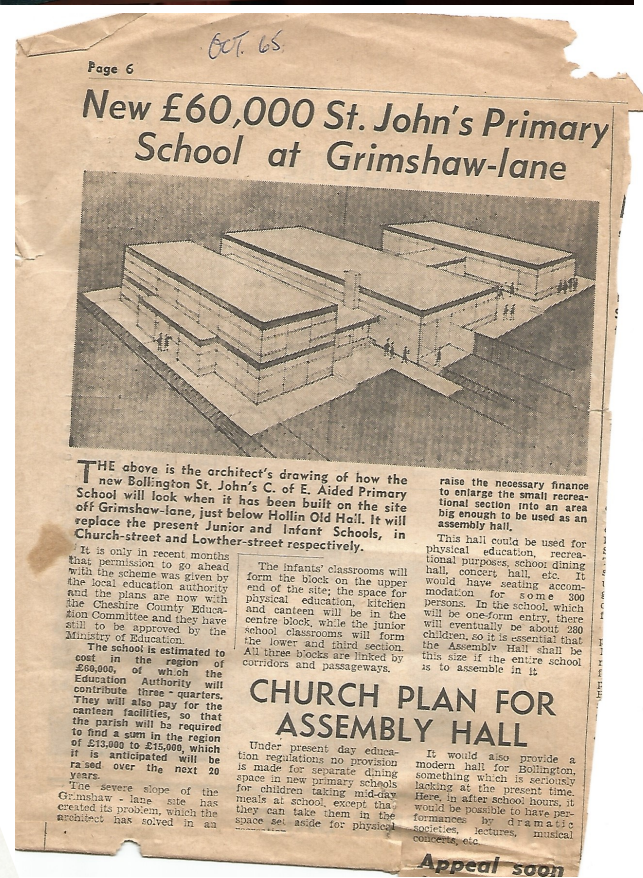 OCT. 65
Page 6
New £60,000 St. John's Primary
School at Grimshaw-lane
THE above is the architect's drawing of how the
new Bollington St. John's C. of E. Aided Primary
School will look when it has been built on the site
off Grimshaw-lane, just below Hollin Old Hall. It will
replace the present Junior and Infant Schools, in
Church-street and Lowther-street respectively.
It is only in recent months
that permission to go ahead
with the scheme was given by
the local education authority
and the plans are now with
the Cheshire County Educa-
tion Committee and they have
still to be approved by the
Ministry of Education.
The school is estimated to
cost in the region of
£60,000, of which the
Education Authority will
contribute three-quarters.
They will also pay for the
canteen facilities, so that
the parish will be required
to find a sum in the region
of £13,000 to £15,000, which
it is anticipated will be
ra sed over the next 20
years.
The severe slope of the
Grimshaw-lane site has
created its problem, which the
architect has solved in an
The infants' classrooms will
form the block on the upper
end of the site; the space for
physical education, kitchen
and canteen will be in the
centre block, while the junior
school classrooms will form
the lower and third section.
All three blocks are linked by
corridors and passageways.
raise the necessary finance
to enlarge the small recrea-
tional section into an area
big enough to be used as an
assembly hall.
This hall could be used for
physical education, recrea-
tional purposes, school dining
hall, concert hall, etc. It
would have seating accom-
modation for some 300
persons. In the school, which
will be one-form entry, there
will eventually be about 280
children, so it is essential that
the Assembly Hall shall be
this size if the entire school
is to assemble in it
CHURCH PLAN FOR
ASSEMBLY HALL
Under present day educa-
tion regulations no provision
is made for separate dining
space in new primary schools
for children taking mid-day
meals at school, except that
they can take them in the
space set aside for physical
It would also provide a
modern hall for Bollington,
something which is seriously
lacking at the present time.
Here, in after school hours, it
would be possible to have per-
formances by dramatic
societies, lectures, musical
concerts, etc.
Appeal soon